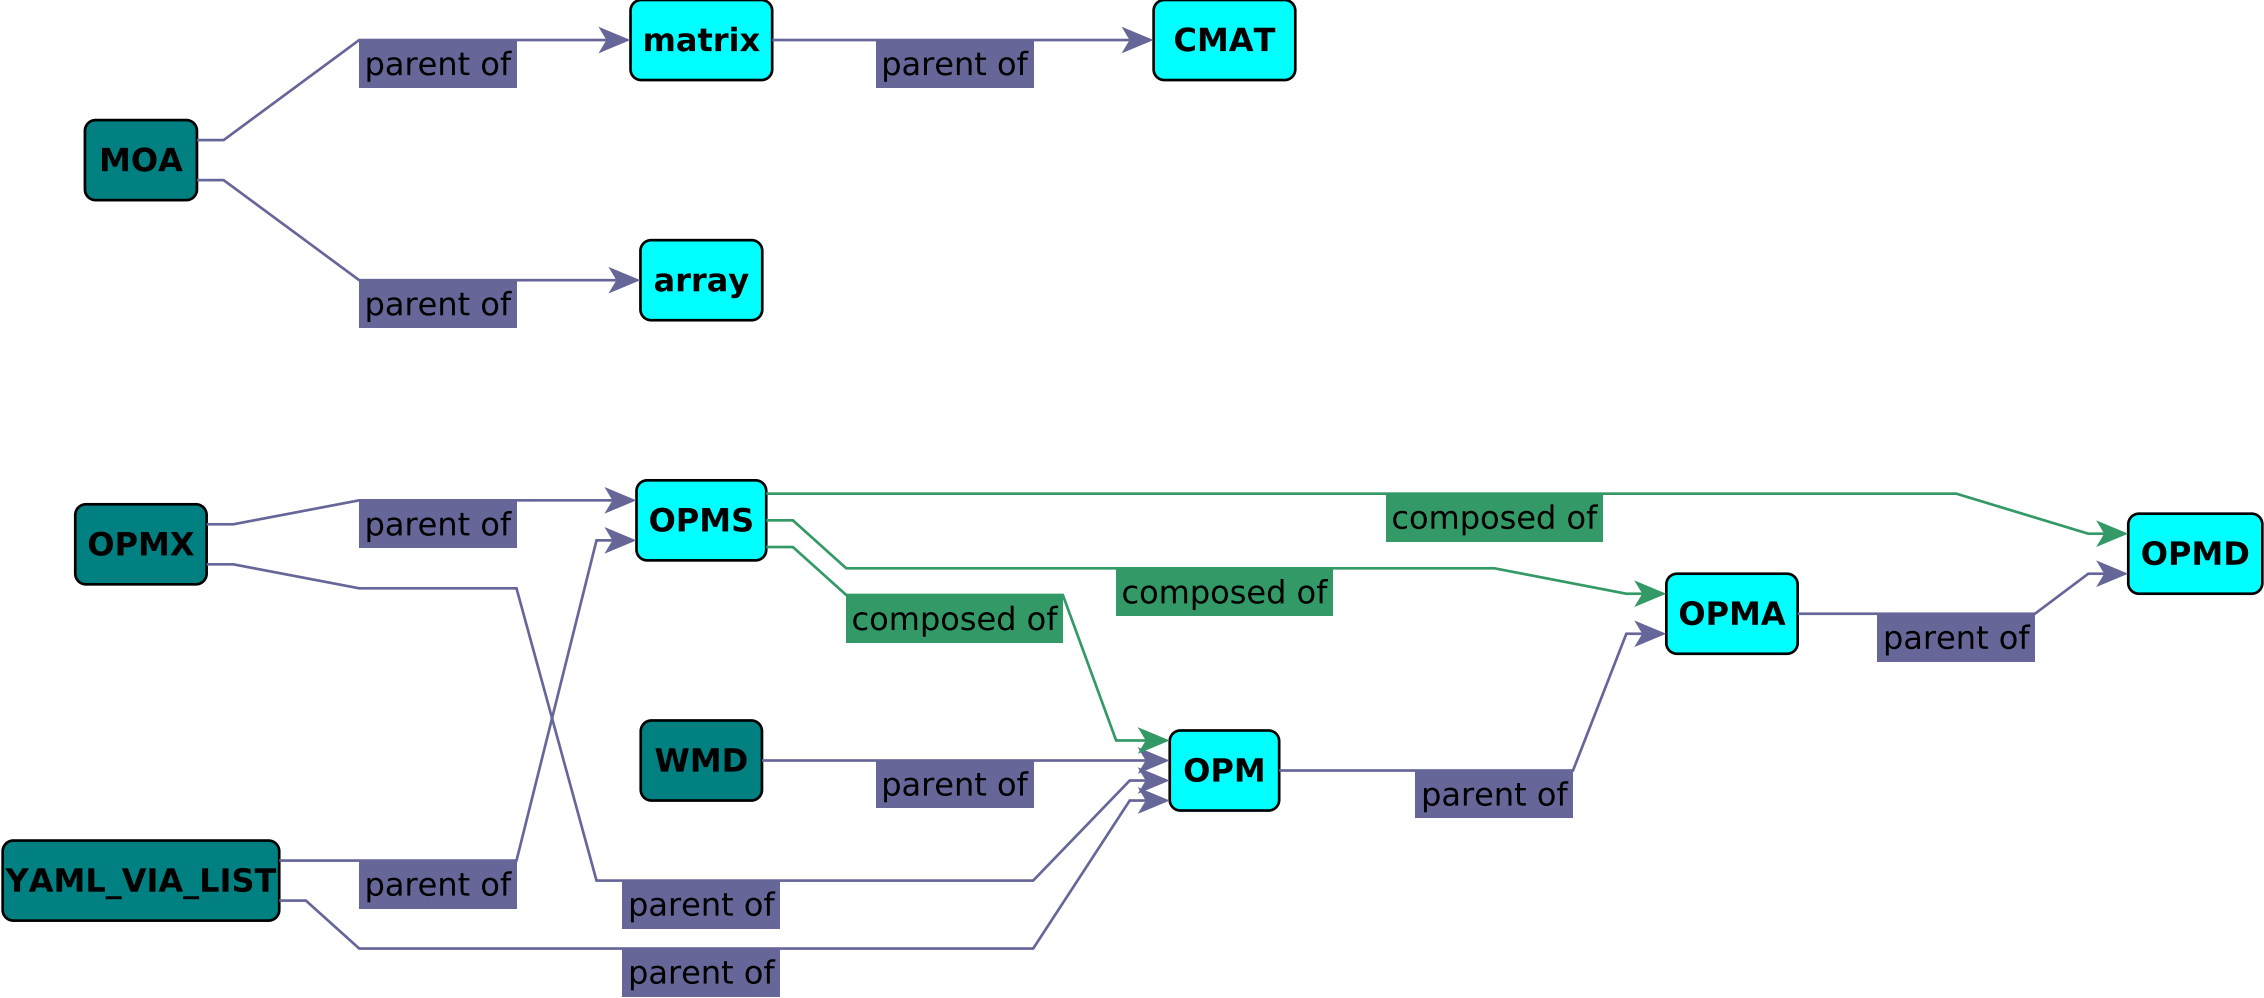 matrix
CMAT
parent of
parent of
MOA
array
parent of
OPMS
composed of
OPMX
parent of
OPMD
composed of
OPMA
composed of
parent of
WMD
OPM
parent of
parent of
YAML_VIA_LIST
parent of
parent of
parent of